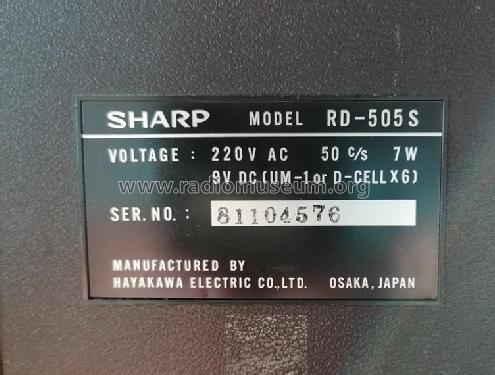 SHARP MODEL RD-505S
VOLTAGE : 220V AC 50 c/s 7W
9V DC (UM-1 or D-CELL X6)
www.radiomuseum.org
SER. NO. : 81104576
MANUFACTURED BY
HAYAKAWA ELECTRIC CO., LTD. OSAKA, JAPAN